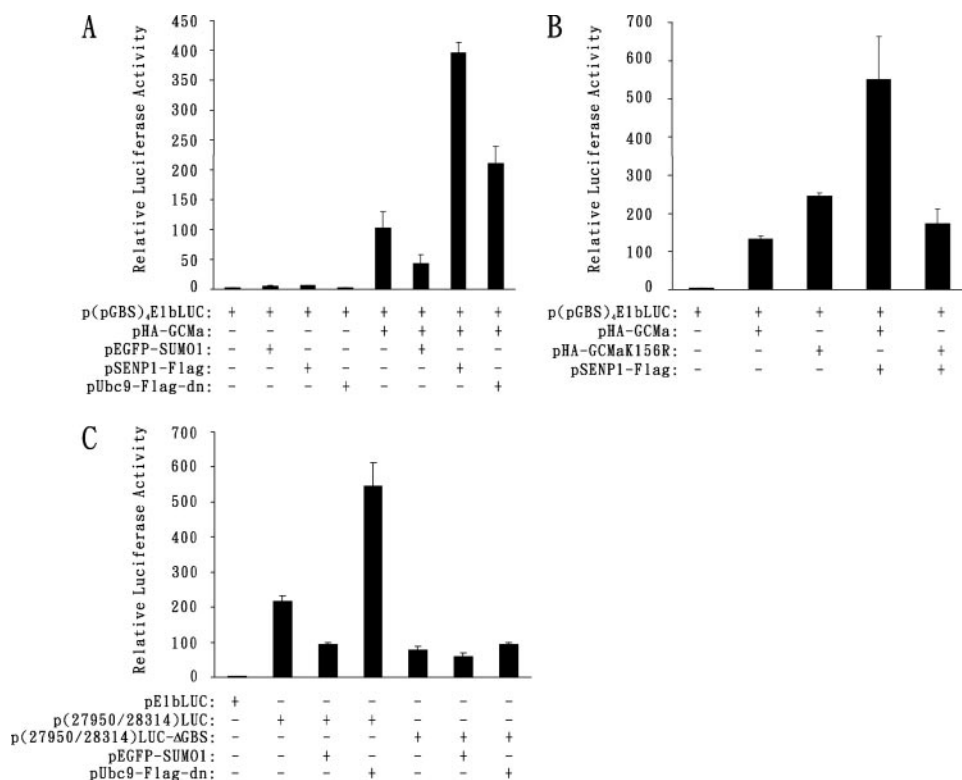 A
Relative Luciferase Activity
450
400
350
300
250
200
150
100
50
0
p(pGBS)₄E1bLUC: + + + + + + + +
pHA-GCMa: - - - - + + + +
pEGFP-SUMO1: - + - - - + - -
pSENP1-Flag: - - + - - - + -
pUbc9-Flag-dn: - - - + - - - +
B
Relative Luciferase Activity
700
600
500
400
300
200
100
0
p(pGBS)₄E1bLUC: + + + + +
pHA-GCMa: - + - + -
pHA-GCMaK156R: - - + - +
pSENP1-Flag: - - - + +
C
Relative Luciferase Activity
700
600
500
400
300
200
100
0
pE1bLUC: + - - - - - -
p(27950/28314)LUC: - + + + - - -
p(27950/28314)LUC-ΔGBS: - - - - + + +
pEGFP-SUMO1: - - + - - + -
pUbc9-Flag-dn: - - - + - - +